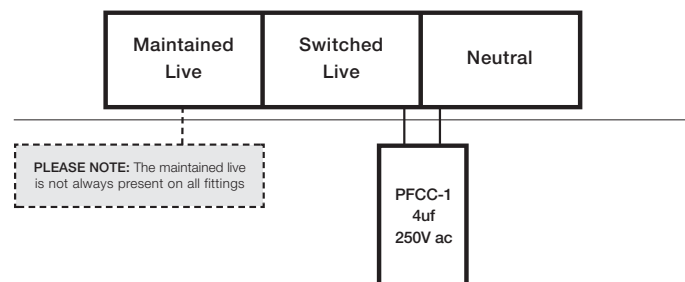 Maintained
Live
Switched
Live
Neutral
PLEASE NOTE: The maintained live
is not always present on all fittings
PFCC-1
4uf
250V ac